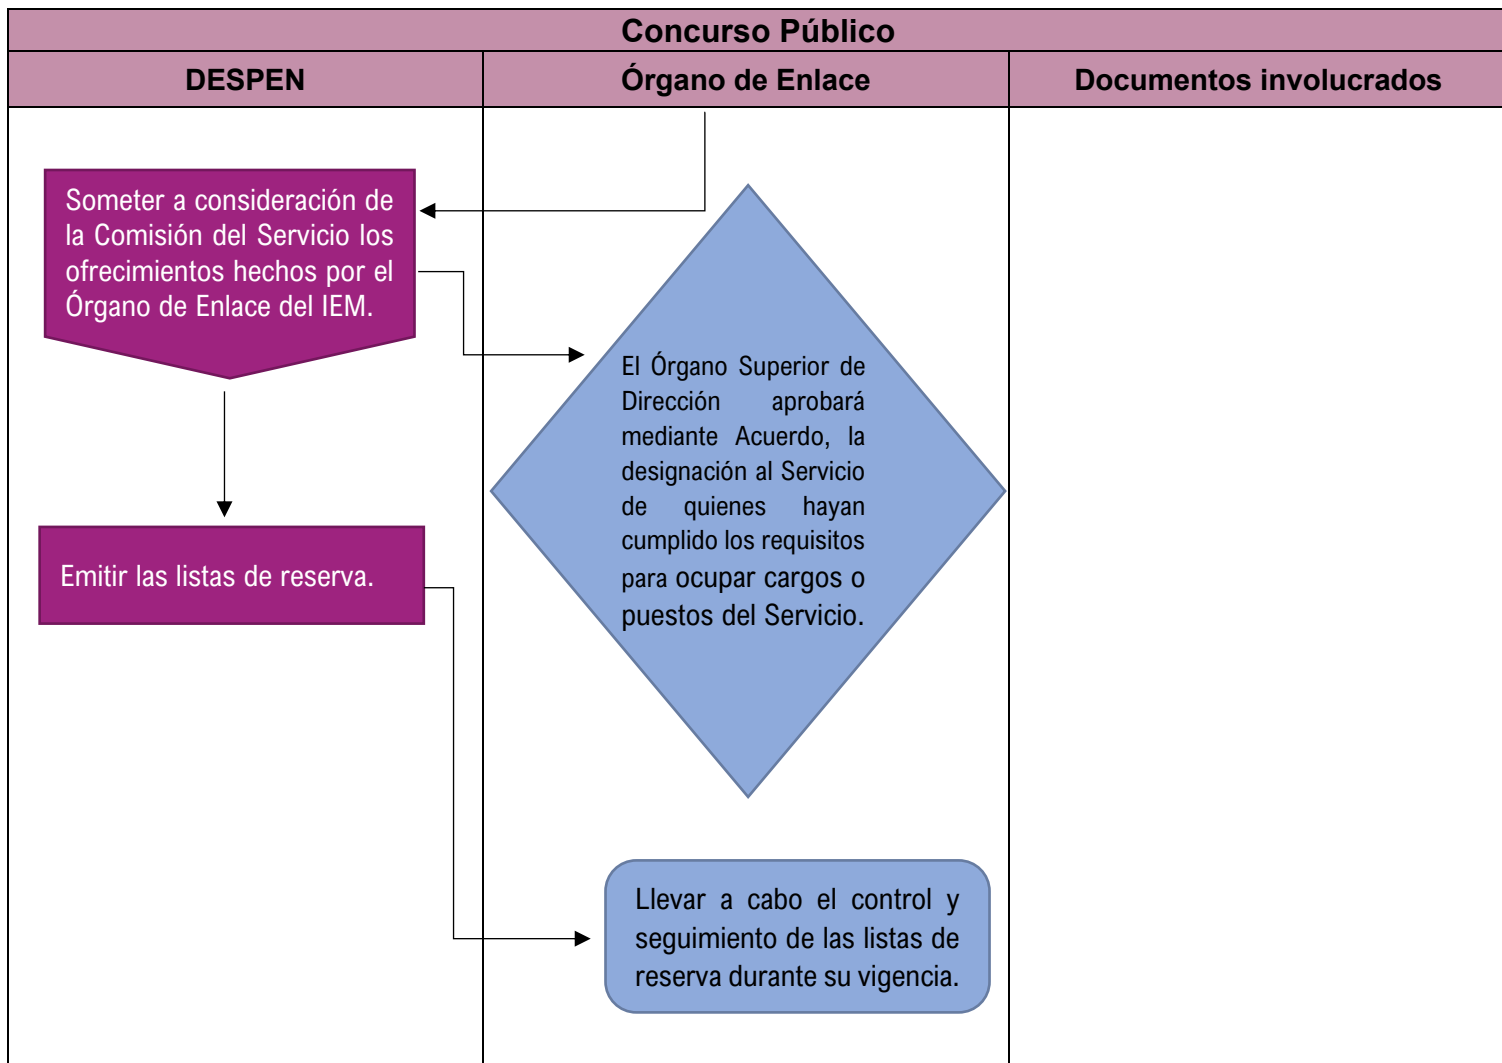 Concurso Público
DESPEN
Órgano de Enlace
Documentos involucrados
Someter a consideración de
la Comisión del Servicio los
ofrecimientos hechos por el
Órgano de Enlace del IEM.
El Órgano Superior de
Dirección aprobará
mediante Acuerdo, la
designación al Servicio
de quienes hayan
cumplido los requisitos
para ocupar cargos o
puestos del Servicio.
Emitir las listas de reserva.
Llevar a cabo el control y
seguimiento de las listas de
reserva durante su vigencia.